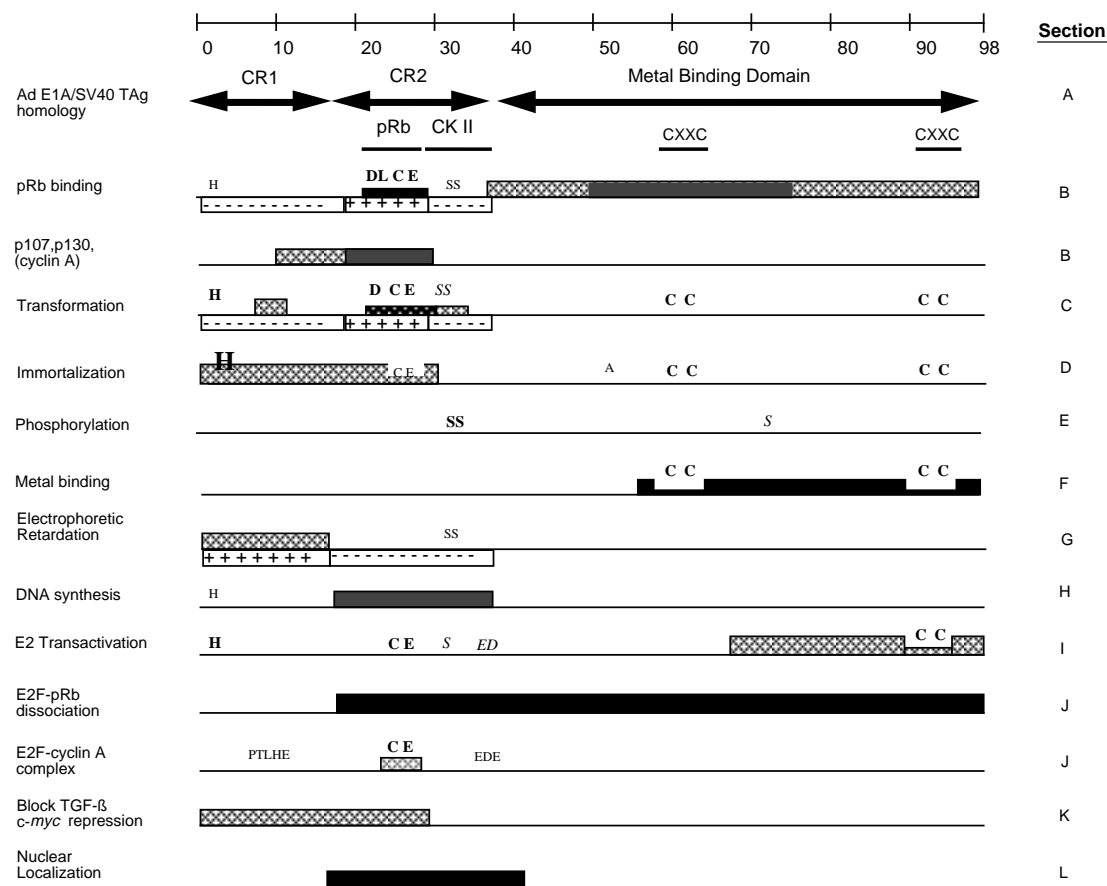 Section
0 10 20 30 40 50 60 70 80 90 98
CR1 CR2 Metal Binding Domain
Ad E1A/SV40 TAg
homology
A
pRb CK II CXXC CXXC
pRb binding
H DL C E SS
B
- - - - - - - - - - - - - + + + + + - - - - -
p107,p130,
(cyclin A)
B
Transformation
H D C E SS C C C C
C
- - - - - - - - - - - - - + + + + + - - - - -
Immortalization
H C E A C C C C
D
Phosphorylation
SS S
E
Metal binding
C C C C
F
Electrophoretic
Retardation
SS
G
+ + + + + + + - - - - - - - - - - - - -
DNA synthesis
H
H
E2 Transactivation
H C E S ED C C
I
E2F-pRb
dissociation
J
E2F-cyclin A
complex
PTLHE C E EDE
J
Block TGF-ß
c-myc repression
K
Nuclear
Localization
L